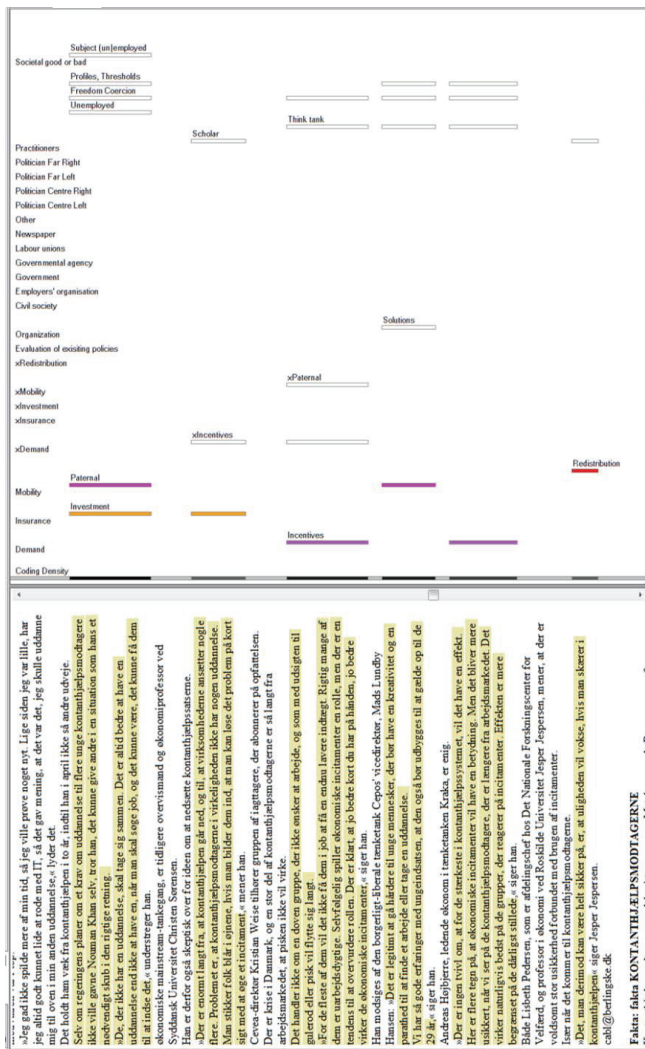 Subject (un)employed
Societal good or bad
Profiles, Thresholds
Freedom Coercion
Unemployed
Think tank
Scholar
Practitioners
Politician Far Right
Politician Far Left
Politician Centre Right
Politician Centre Left
Other
Newspaper
Labour unions
Governmental agency
Government
Employers' organisation
Civil society
Solutions
Organization
Evaluation of exisiting policies
xRedistribution
xPaternal
xMobility
xInvestment
xInsurance
xIncentives
xDemand
Redistribution
Paternal
Mobility
Investment
Insurance
Incentives
Demand
Coding Density
»Jeg gad ikke spilde mere af min tid, så jeg ville prøve noget nyt. Lige siden jeg var lille, har
jeg altid godt kunnet lide at rode med IT, så det gav mening, at det var det, jeg skulle uddanne
mig til oven i min anden uddannelse,« lyder det.
Det holdt ham væk fra kontanthjælpen i to år, indtil han i april ikke så andre udveje.
Selv om regeringens planer om et krav om uddannelse til flere unge kontanthjælpsmodtagere
ikke ville gavne Nouman Khan selv, tror han, det kunne give andre i en situation som hans et
nødvendigt skub i den rigtige retning.
»De, der ikke har en uddannelse, skal tage sig sammen. Det er altid bedre at have en
uddannelse end ikke at have en, når man skal søge job, og det kunne være, det kunne få dem
til at indse det,« understreger han.
økonomiske mainstream-tankegang, er tidligere overvismand og økonomiprofessor ved
Syddansk Universitet Christen Sørensen.
Han er derfor også skeptisk over for ideen om at nedsætte kontanthjælpssatserne.
»Der er enormt langt fra, at kontanthjælpen går ned, og til, at virksomhederne ansætter nogle
flere. Problemet er, at kontanthjælpsmodtagerne i virkeligheden ikke har nogen uddannelse.
Man stikker folk blår i øjnene, hvis man bilder dem ind, at man kan løse det problem på kort
sigt med at øge et incitament,« mener han.
Cevea-direktør Kristian Weise tilhører gruppen af iagttagere, der abonnerer på opfattelsen.
Der er krise i Danmark, og en stor del af kontanthjælpsmodtagerne er så langt fra
arbejdsmarkedet, at pisken ikke vil virke.
Det handler ikke om en doven gruppe, der ikke ønsker at arbejde, og som med udsigten til
gulerod eller pisk vil flytte sig langt.
»For de fleste af dem vil det ikke få dem i job at få en endnu lavere indtægt. Rigtig mange af
dem er uarbejdsdygtige. Selvfølgelig spiller økonomiske incitamenter en rolle, men der er en
tendens til at overvurdere rollen. Der er klart, at jo bedre kort du har på hånden, jo bedre
virker de økonomiske incitamenter,« siger han.
Han modsiges af den borgerligt-liberale tænketank Cepos' vicedirektør, Mads Lundby
Hansen: »Det er legitimt at gå hårdere til unge mennesker, der bør have en kreativitet og en
parathed til at finde et arbejde eller tage en uddannelse.
Vi har så gode erfaringer med ungeindsatsen, at den også bør udbygges til at gælde op til de
29 år,« siger han.
Andreas Højbjerre, ledende økonom i tænketanken Kraka, er enig.
»Der er ingen tvivl om, at for de stærkeste i kontanthjælpssystemet, vil det have en effekt.
Her er flere tegn på, at økonomiske incitamenter vil have en betydning. Men det bliver mere
usikkert, når vi ser på de kontanthjælpsmodtagere, der er længere fra arbejdsmarkedet. Det
virker naturligvis bedst på de grupper, der reagerer på incitamenter. Effekten er mere
begrænset på de dårligst stillede,« siger han.
Både Lisbeth Pedersen, som er afdelingschef hos Det Nationale Forskningscenter for
Velfærd, og professor i økonomi ved Roskilde Universitet Jesper Jespersen, mener, at der er
voldsomt stor usikkerhed forbundet med brugen af incitamenter.
Især når det kommer til kontanthjælpsmodtagerne.
»Det, man derimod kan være helt sikker på, er, at uligheden vil vokse, hvis man skærer i
kontanthjælpen« siger Jesper Jespersen.
cabl@berlingske.dk
Fakta: fakta KONTANTHJÆLPSMODTAGERNE